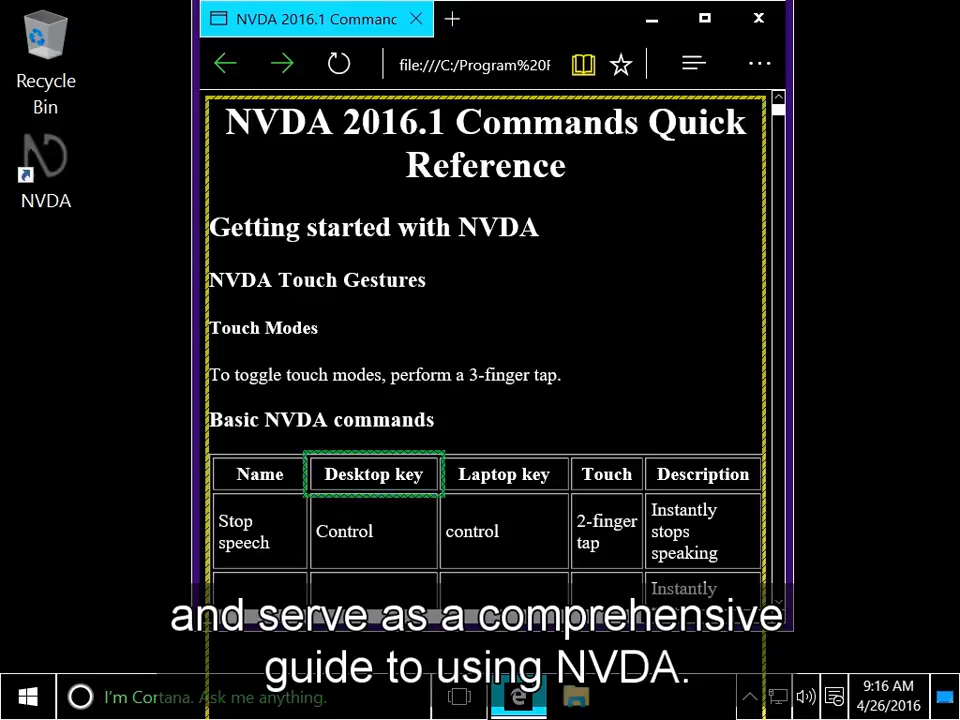 Recycle
Bin
NVDA
NVDA 2016.1 Commanc
file:///C:/Program%20F
NVDA 2016.1 Commands Quick
Reference
Getting started with NVDA
NVDA Touch Gestures
Touch Modes
To toggle touch modes, perform a 3-finger tap.
Basic NVDA commands
Name Desktop key Laptop key Touch Description
Stop
speech
Control
control
2-finger
tap
Instantly
stops
speaking
Instantly
and serve as a comprehensive
guide to using NVDA.
I'm Cortana. Ask me anything.
9:16 AM
4/26/2016